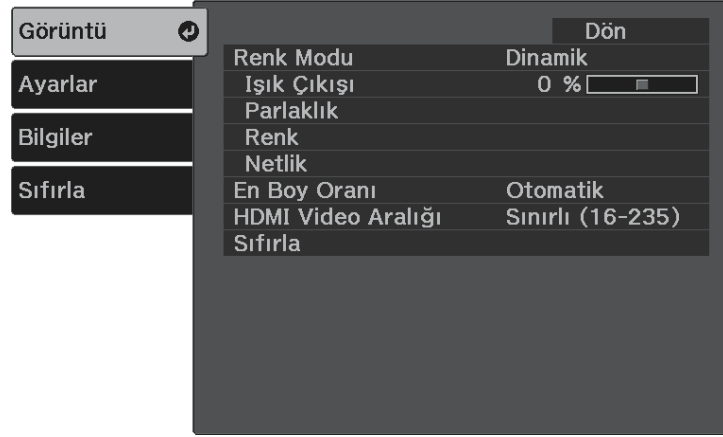 Görüntü
Ayarlar
Bilgiler
Sıfırla
Dön
Renk Modu Dinamik
Işık Çıkışı 0 %
Parlaklık
Renk
Netlik
En Boy Oranı Otomatik
HDMI Video Aralığı Sınırlı (16-235)
Sıfırla